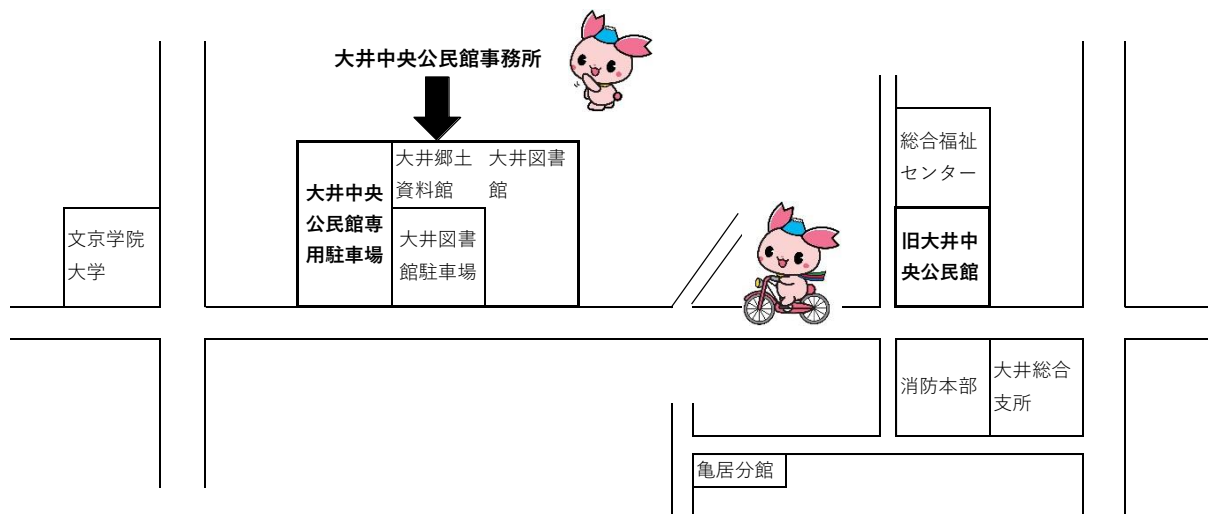 大井中央公民館事務所
大井郷土
資料館
大井図書
館
大井中央
公民館専
用駐車場
大井図書
館駐車場
文京学院
大学
総合福祉
センター
旧大井中
央公民館
消防本部
大井総合
支所
亀居分館